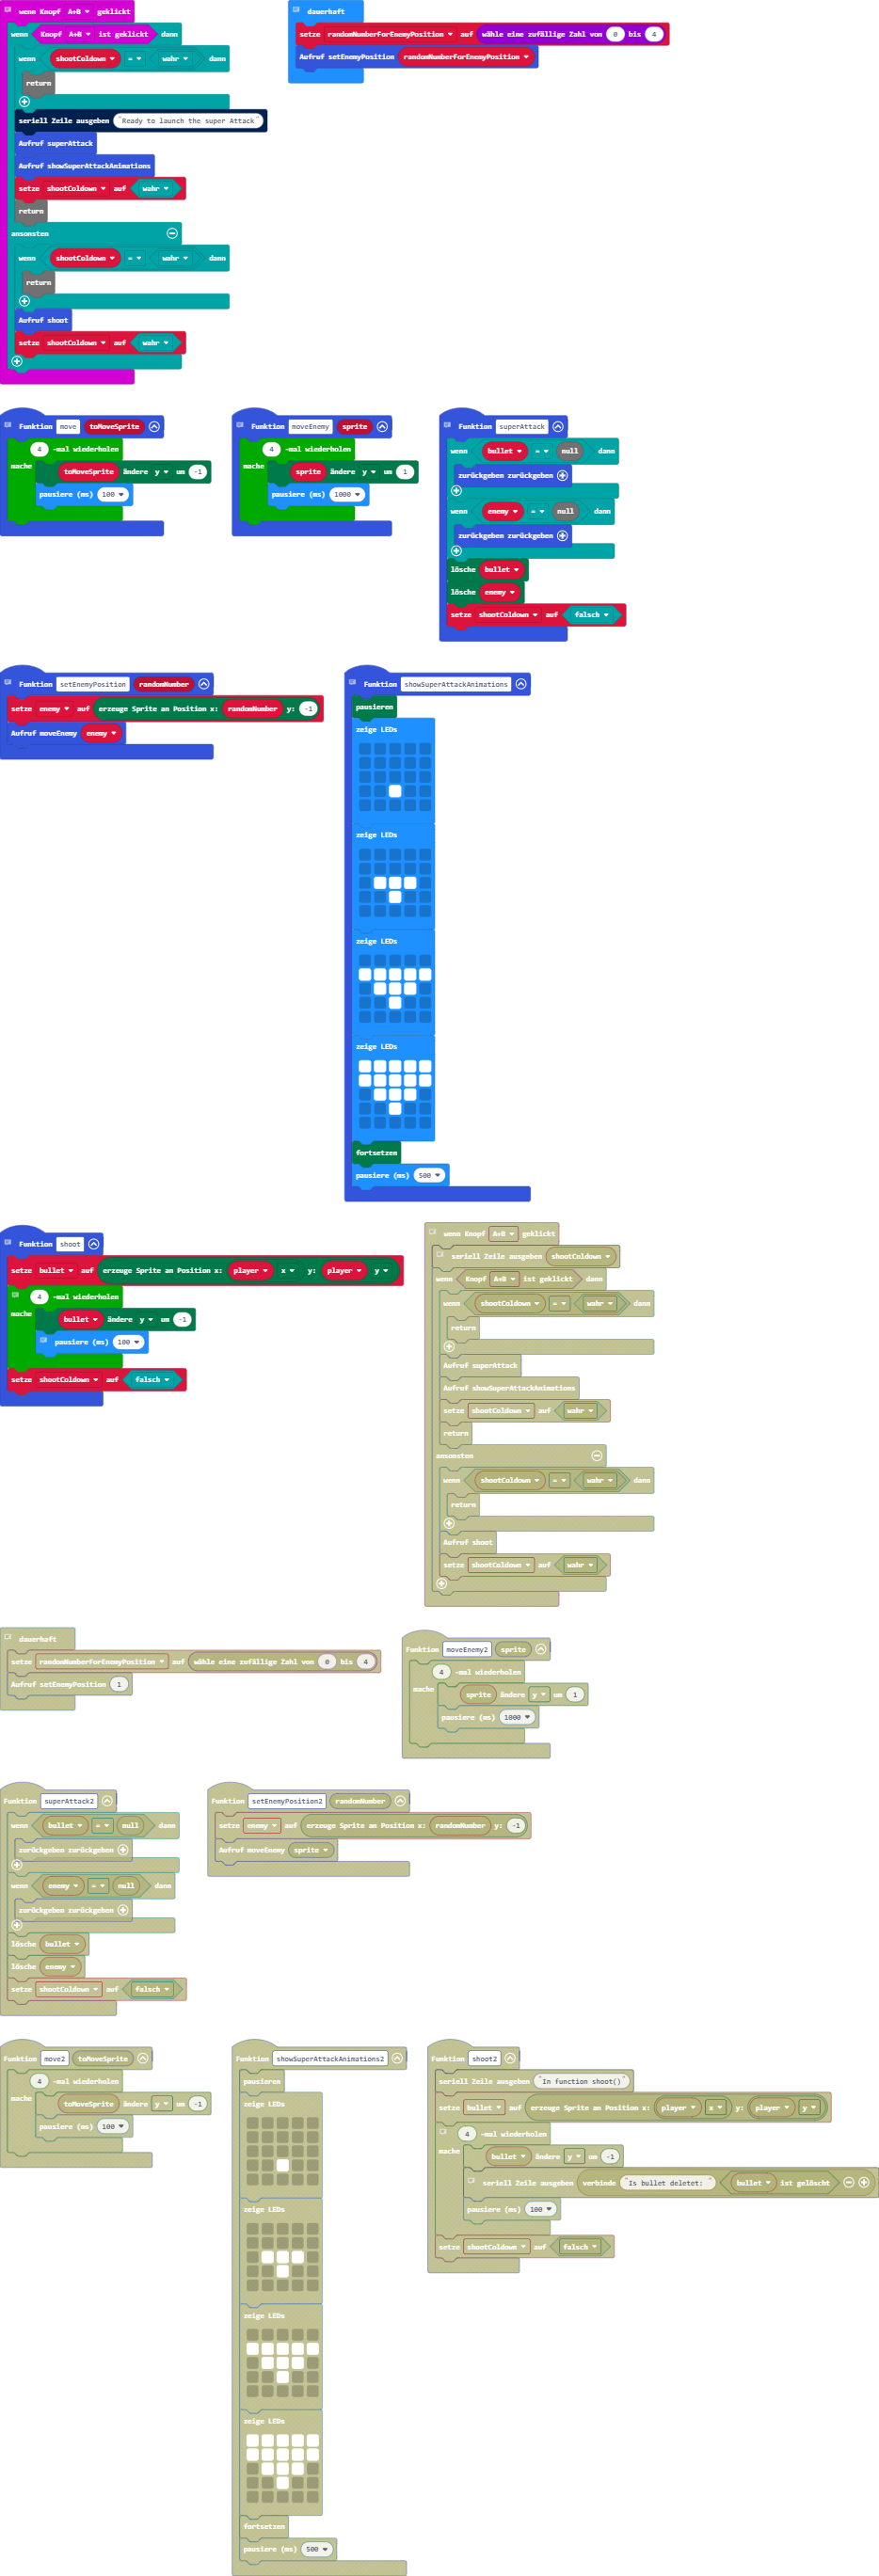 wenn Knopf A+B geklickt
wenn Knopf A+B ist geklickt dann
wenn shootColdown = wahr dann
return
seriell Zeile ausgeben "Ready to launch the super Attack"
Aufruf superAttack
Aufruf showSuperAttackAnimations
setze shootColdown auf wahr
return
ansonsten
wenn shootColdown = wahr dann
return
Aufruf shoot
setze shootColdown auf wahr
dauerhaft
setze randomNumberForEnemyPosition auf wähle eine zufällige Zahl von 0 bis 4
Aufruf setEnemyPosition randomNumberForEnemyPosition
Funktion move toMoveSprite
4 -mal wiederholen
mache toMoveSprite ändere y um -1
pausiere (ms) 100
Funktion moveEnemy sprite
4 -mal wiederholen
mache sprite ändere y um 1
pausiere (ms) 1000
Funktion superAttack
wenn bullet = null dann
zurückgeben zurückgeben
wenn enemy = null dann
zurückgeben zurückgeben
lösche bullet
lösche enemy
setze shootColdown auf falsch
Funktion setEnemyPosition randomNumber
setze enemy auf erzeuge Sprite an Position x: randomNumber y: -1
Aufruf moveEnemy enemy
Funktion showSuperAttackAnimations
pausieren
zeige LEDs
zeige LEDs
zeige LEDs
zeige LEDs
fortsetzen
pausiere (ms) 500
Funktion shoot
setze bullet auf erzeuge Sprite an Position x: player x y: player y
4 -mal wiederholen
mache bullet ändere y um -1
pausiere (ms) 100
setze shootColdown auf falsch
wenn Knopf A+B geklickt
seriell Zeile ausgeben shootColdown
wenn Knopf A+B ist geklickt dann
wenn shootColdown = wahr dann
return
Aufruf superAttack
Aufruf showSuperAttackAnimations
setze shootColdown auf wahr
return
ansonsten
wenn shootColdown = wahr dann
return
Aufruf shoot
setze shootColdown auf wahr
dauerhaft
setze randomNumberForEnemyPosition auf wähle eine zufällige Zahl von 0 bis 4
Aufruf setEnemyPosition 1
Funktion moveEnemy2 sprite
4 -mal wiederholen
mache sprite ändere y um 1
pausiere (ms) 1000
Funktion superAttack2
wenn bullet = null dann
zurückgeben zurückgeben
wenn enemy = null dann
zurückgeben zurückgeben
lösche bullet
lösche enemy
setze shootColdown auf falsch
Funktion setEnemyPosition2 randomNumber
setze enemy auf erzeuge Sprite an Position x: randomNumber y: -1
Aufruf moveEnemy sprite
Funktion move2 toMoveSprite
4 -mal wiederholen
mache toMoveSprite ändere y um -1
pausiere (ms) 100
Funktion showSuperAttackAnimations2
pausieren
zeige LEDs
zeige LEDs
zeige LEDs
zeige LEDs
fortsetzen
pausiere (ms) 500
Funktion shoot2
seriell Zeile ausgeben "In function shoot()"
setze bullet auf erzeuge Sprite an Position x: player x y: player y
4 -mal wiederholen
mache bullet ändere y um -1
seriell Zeile ausgeben verbinde "Is bullet deletet: " bullet ist gelöscht
pausiere (ms) 100
setze shootColdown auf falsch